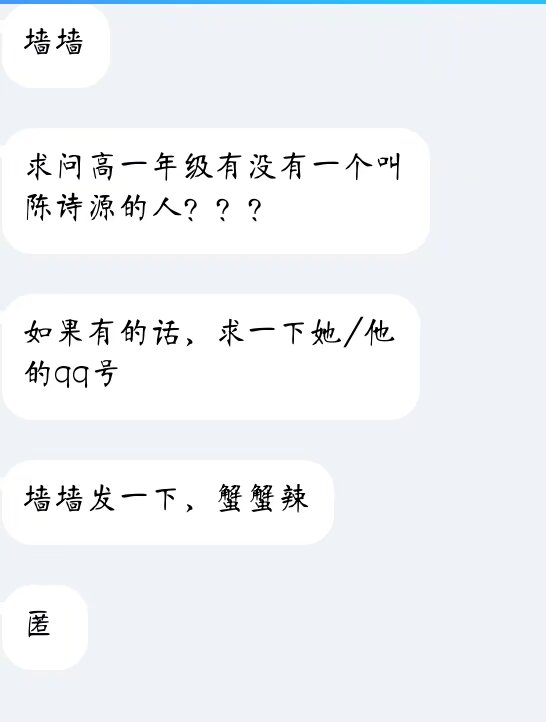 墙墙
求问高一年级有没有一个叫
陈诗源的人？？？
如果有的话，求一下她/他
的qq号
墙墙发一下，蟹蟹辣
匿